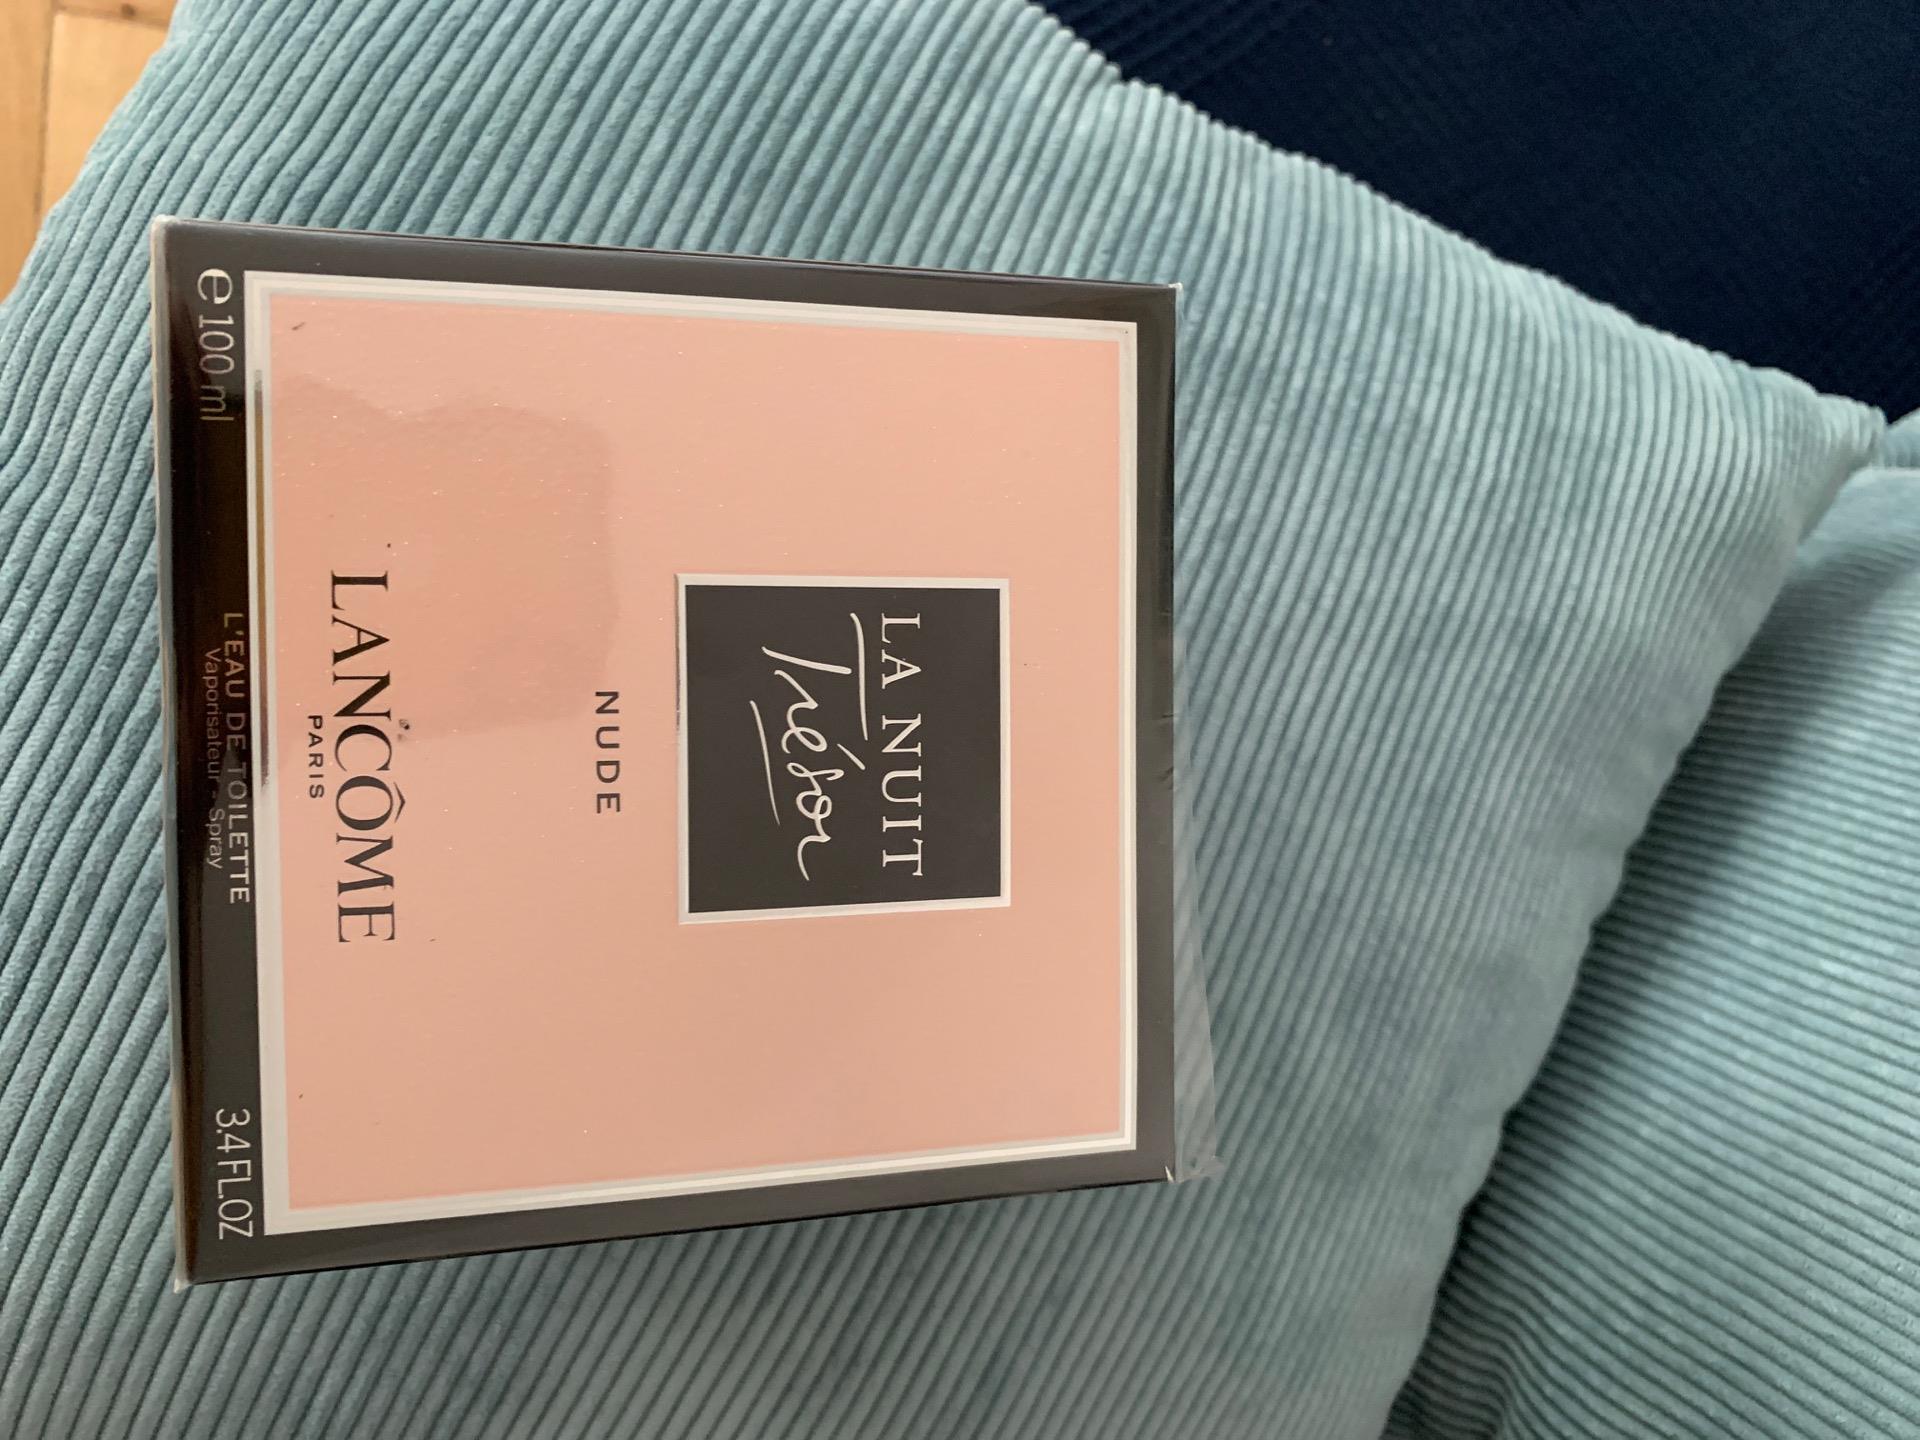 LA NUIT
Trésor
NUDE
LANCÔME
PARIS
e 100 ml
L'EAU DE TOILETTE
Vaporisateur - Spray
3.4 FL.OZ